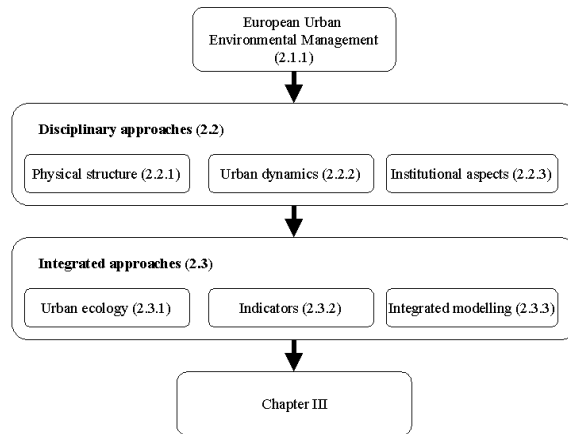 European Urban
Environmental Management
(2.1.1)
Disciplinary approaches (2.2)
Physical structure (2.2.1)
Urban dynamics (2.2.2)
Institutional aspects (2.2.3)
Integrated approaches (2.3)
Urban ecology (2.3.1)
Indicators (2.3.2)
Integrated modelling (2.3.3)
Chapter III